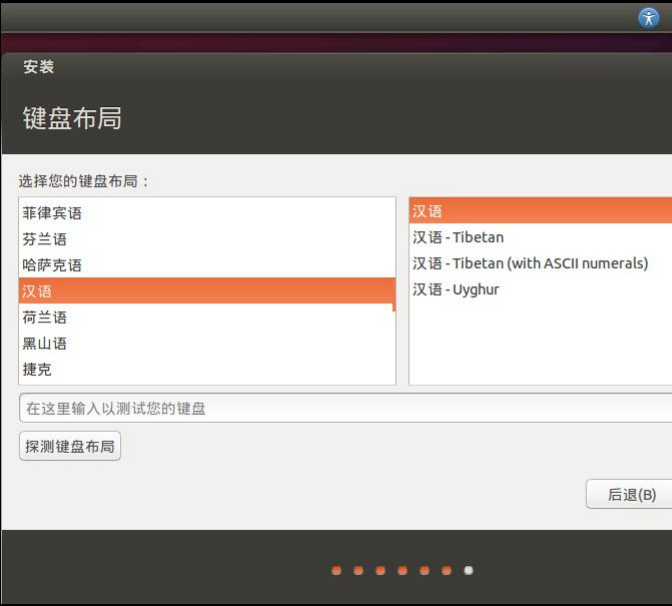 安装
键盘布局
选择您的键盘布局：
菲律宾语
芬兰语
哈萨克语
汉语
荷兰语
黑山语
捷克
汉语
汉语 - Tibetan
汉语 - Tibetan (with ASCII numerals)
汉语 - Uyghur
在这里输入以测试您的键盘
探测键盘布局
后退(B)